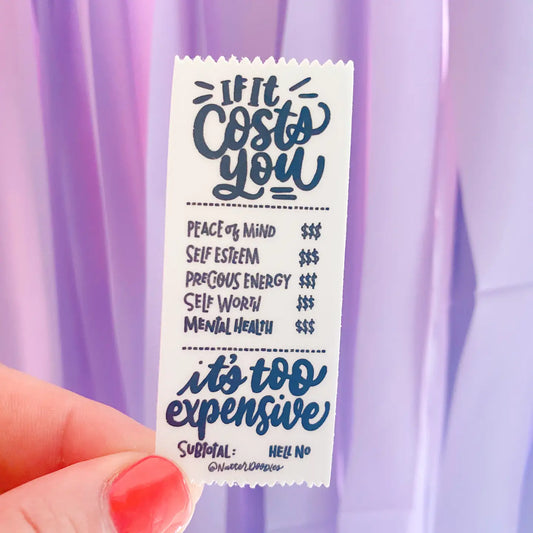 If It
Costs
you
Peace of Mind $$$
Self Esteem $$$
Precious Energy $$$
Self Worth $$$
Mental Health $$$
it's too
expensive
Subtotal: Hell No
@NutterDoodles